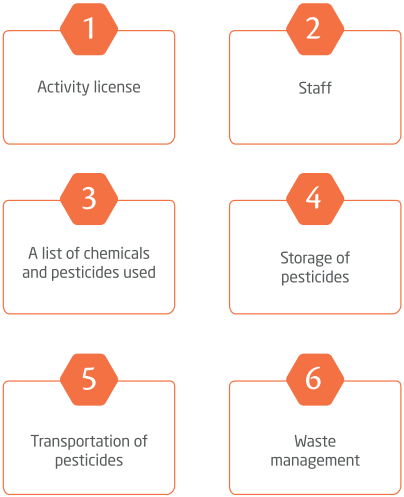 1
Activity license
2
Staff
3
A list of chemicals
and pesticides used
4
Storage of
pesticides
5
Transportation of
pesticides
6
Waste
management